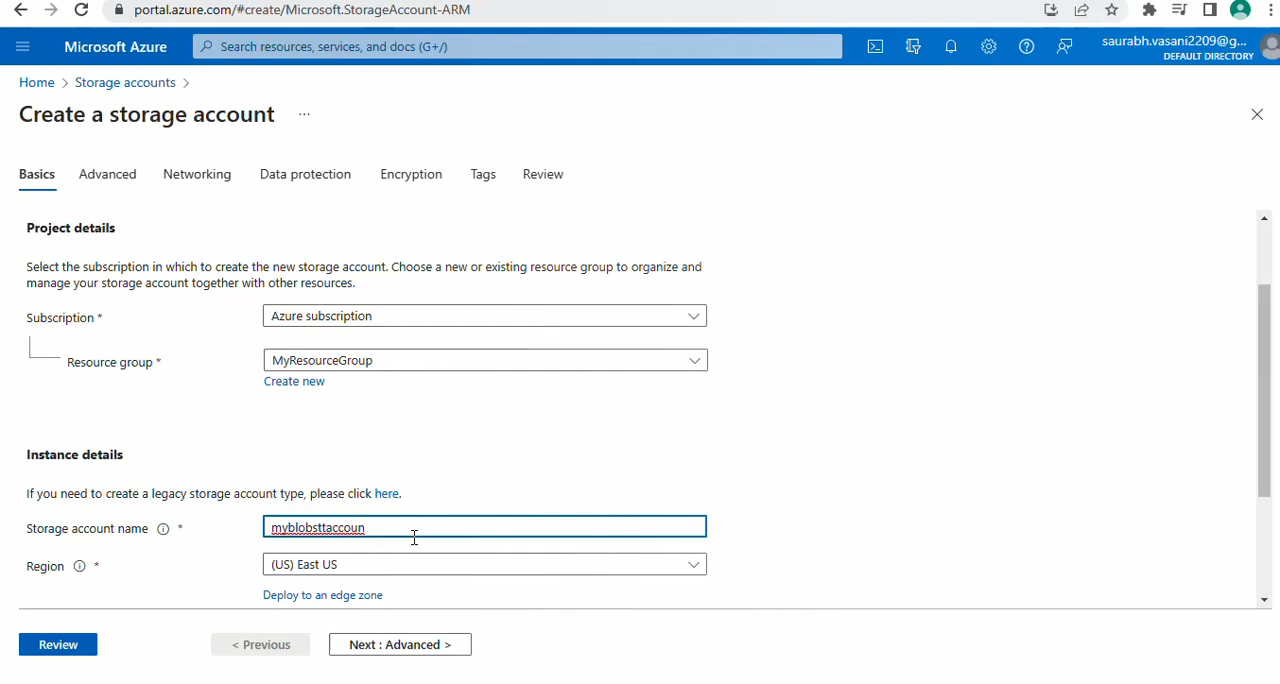 portal.azure.com/#create/Microsoft.StorageAccount-ARM
Microsoft Azure
Search resources, services, and docs (G+/)
saurabh.vasani2209@g...
DEFAULT DIRECTORY
Home > Storage accounts >
Create a storage account ...
Basics Advanced Networking Data protection Encryption Tags Review
Project details
Select the subscription in which to create the new storage account. Choose a new or existing resource group to organize and
manage your storage account together with other resources.
Subscription * Azure subscription
Resource group * MyResourceGroup
Create new
Instance details
If you need to create a legacy storage account type, please click here.
Storage account name * myblobsttaccoun
Region * (US) East US
Deploy to an edge zone
Review < Previous Next : Advanced >